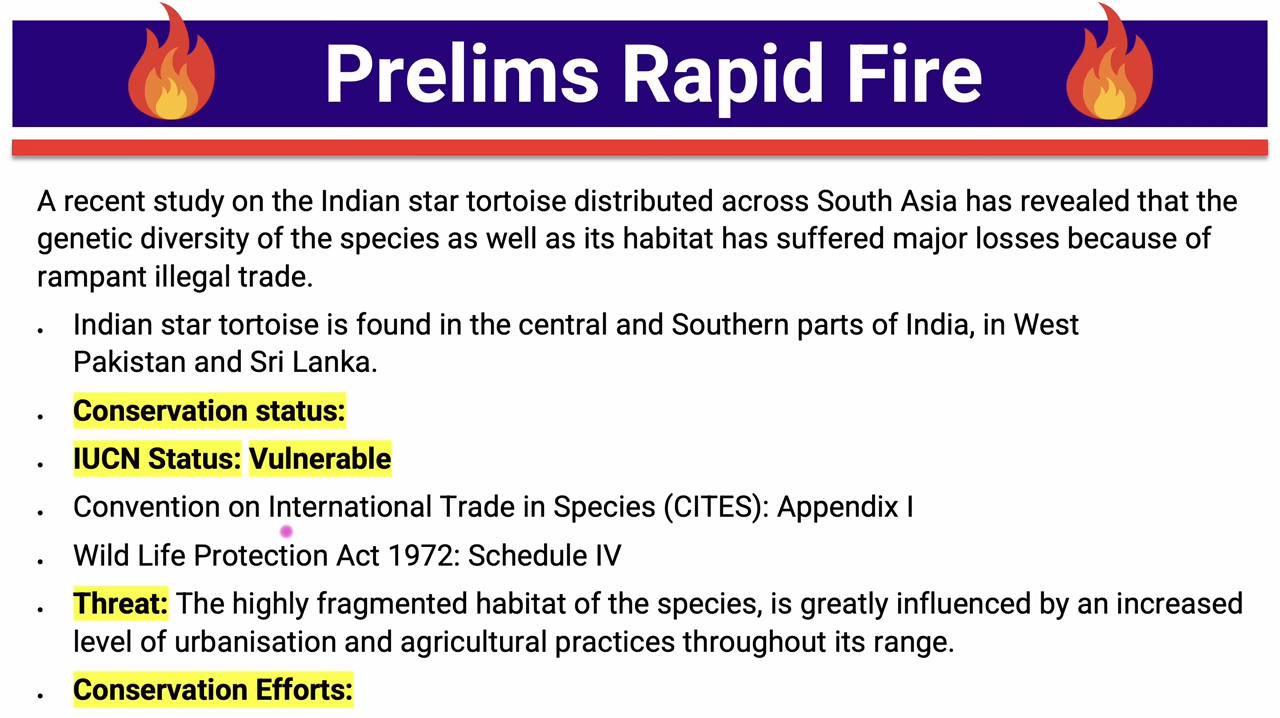 Prelims Rapid Fire
A recent study on the Indian star tortoise distributed across South Asia has revealed that the
genetic diversity of the species as well as its habitat has suffered major losses because of
rampant illegal trade.
• Indian star tortoise is found in the central and Southern parts of India, in West
Pakistan and Sri Lanka.
• Conservation status:
• IUCN Status: Vulnerable
• Convention on International Trade in Species (CITES): Appendix I
• Wild Life Protection Act 1972: Schedule IV
• Threat: The highly fragmented habitat of the species, is greatly influenced by an increased
level of urbanisation and agricultural practices throughout its range.
• Conservation Efforts: